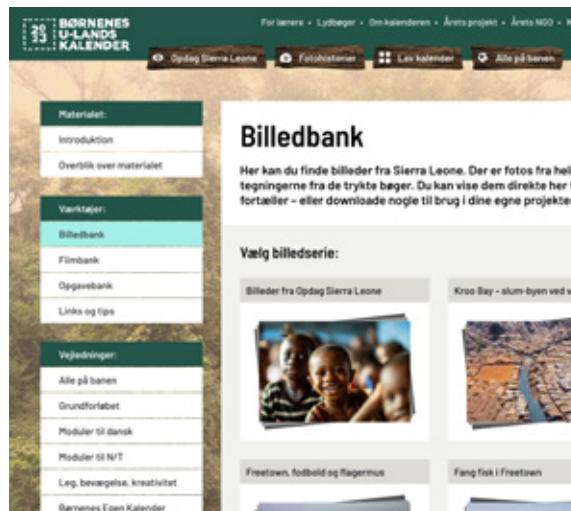 20
23
BØRNENES
U-LANDS
KALENDER
For lærere • Lydbøger • Om kalenderen • Årets projekt • Årets NGO •
Opdag Sierra Leone
Fotohistorier
Lav kalender
Alle på banen
Materialet:
Introduktion
Overblik over materialet
Værktøjer:
Billedbank
Filmbank
Opgavebank
Links og tips
Vejledninger:
Alle på banen
Grundforløbet
Moduler til dansk
Moduler til N/T
Leg, bevægelse, kreativitet
Børnenes Egen Kalender
Billedbank
Her kan du finde billeder fra Sierra Leone. Der er fotos fra
tegningerne fra de trykte bøger. Du kan vise dem direkte her
fortæller – eller downloade nogle til brug i dine egne
Vælg billedserie:
Billeder fra Opdag Sierra Leone
Kroo Bay – slum-byen ved
Freetown, fodbold og flagermus
Fang fisk i Freetown